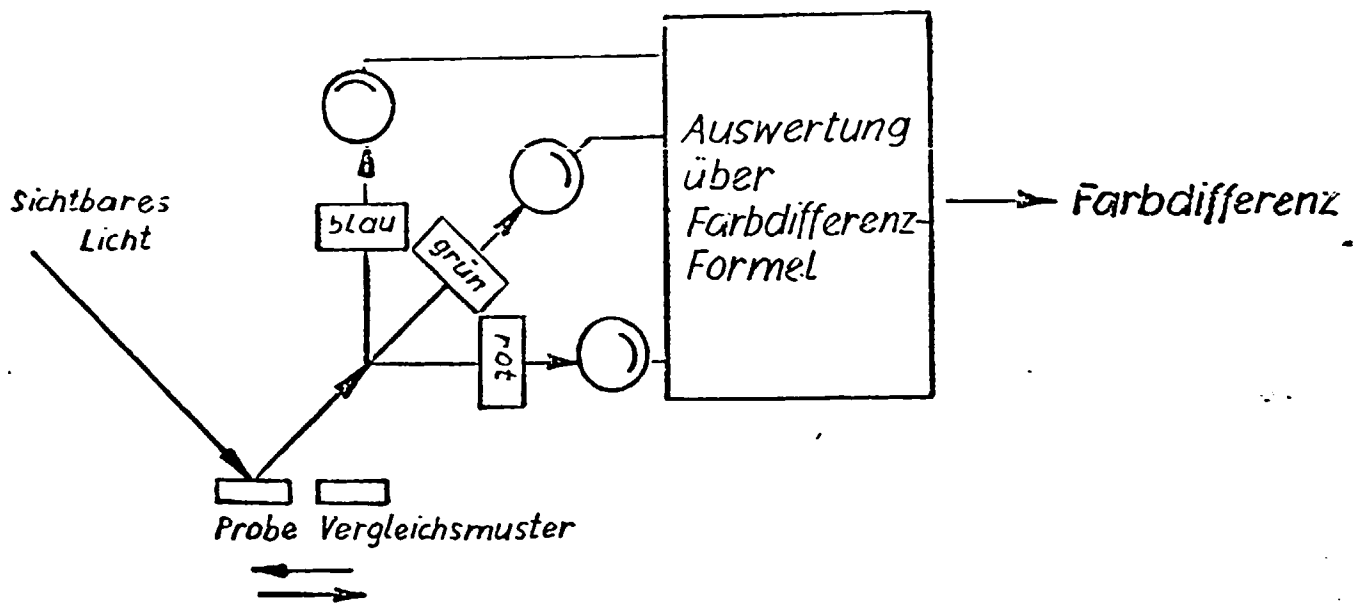 Sichtbares
Licht
blau
grün
rot
Auswertung
über
Farbdifferenz-
Formel
Farbdifferenz
Probe Vergleichsmuster